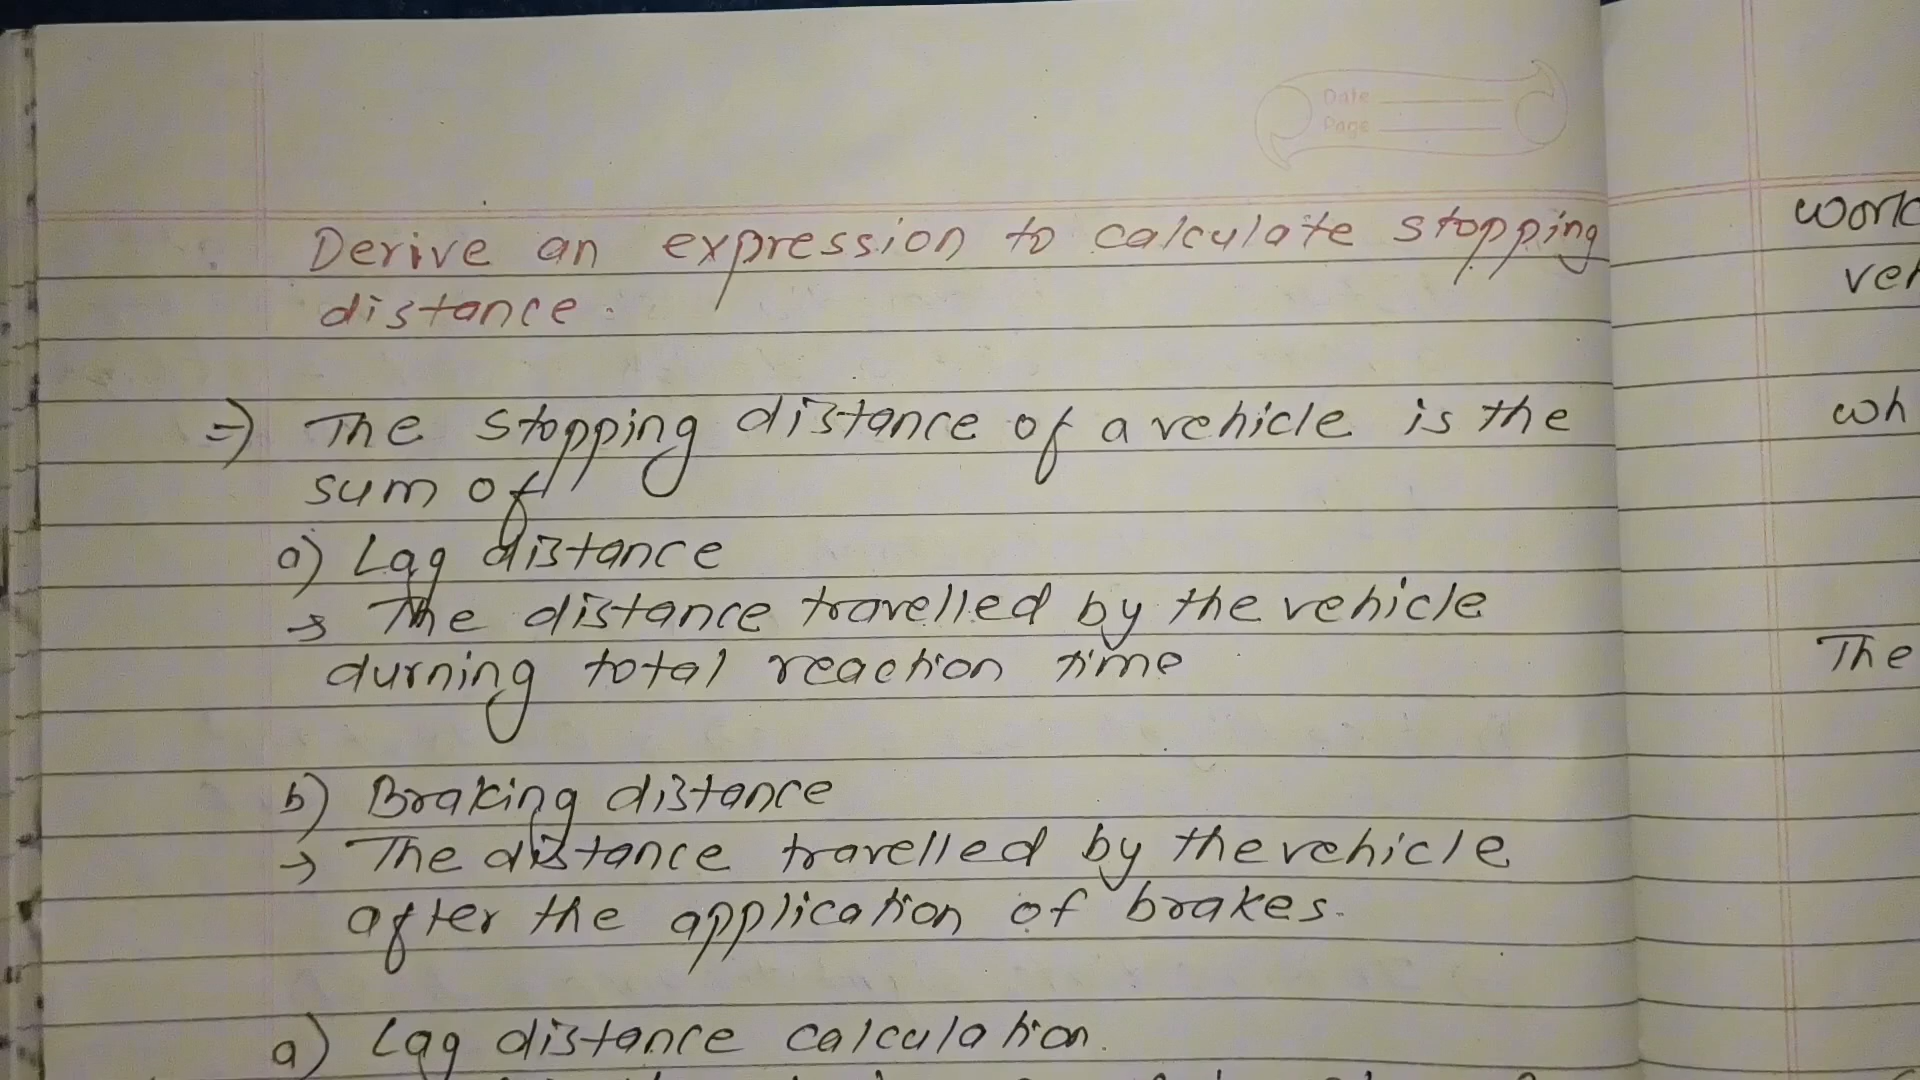 Date
Page
Derive an expression to calculate stopping
distance.
=) The stopping distance of a vehicle is the
sum of
a) Lag distance
→ The distance travelled by the vehicle
durning total reaction time
b) Braking distance
→ The distance travelled by the vehicle
after the application of brakes.
a) Lag distance calculation.
wh
The